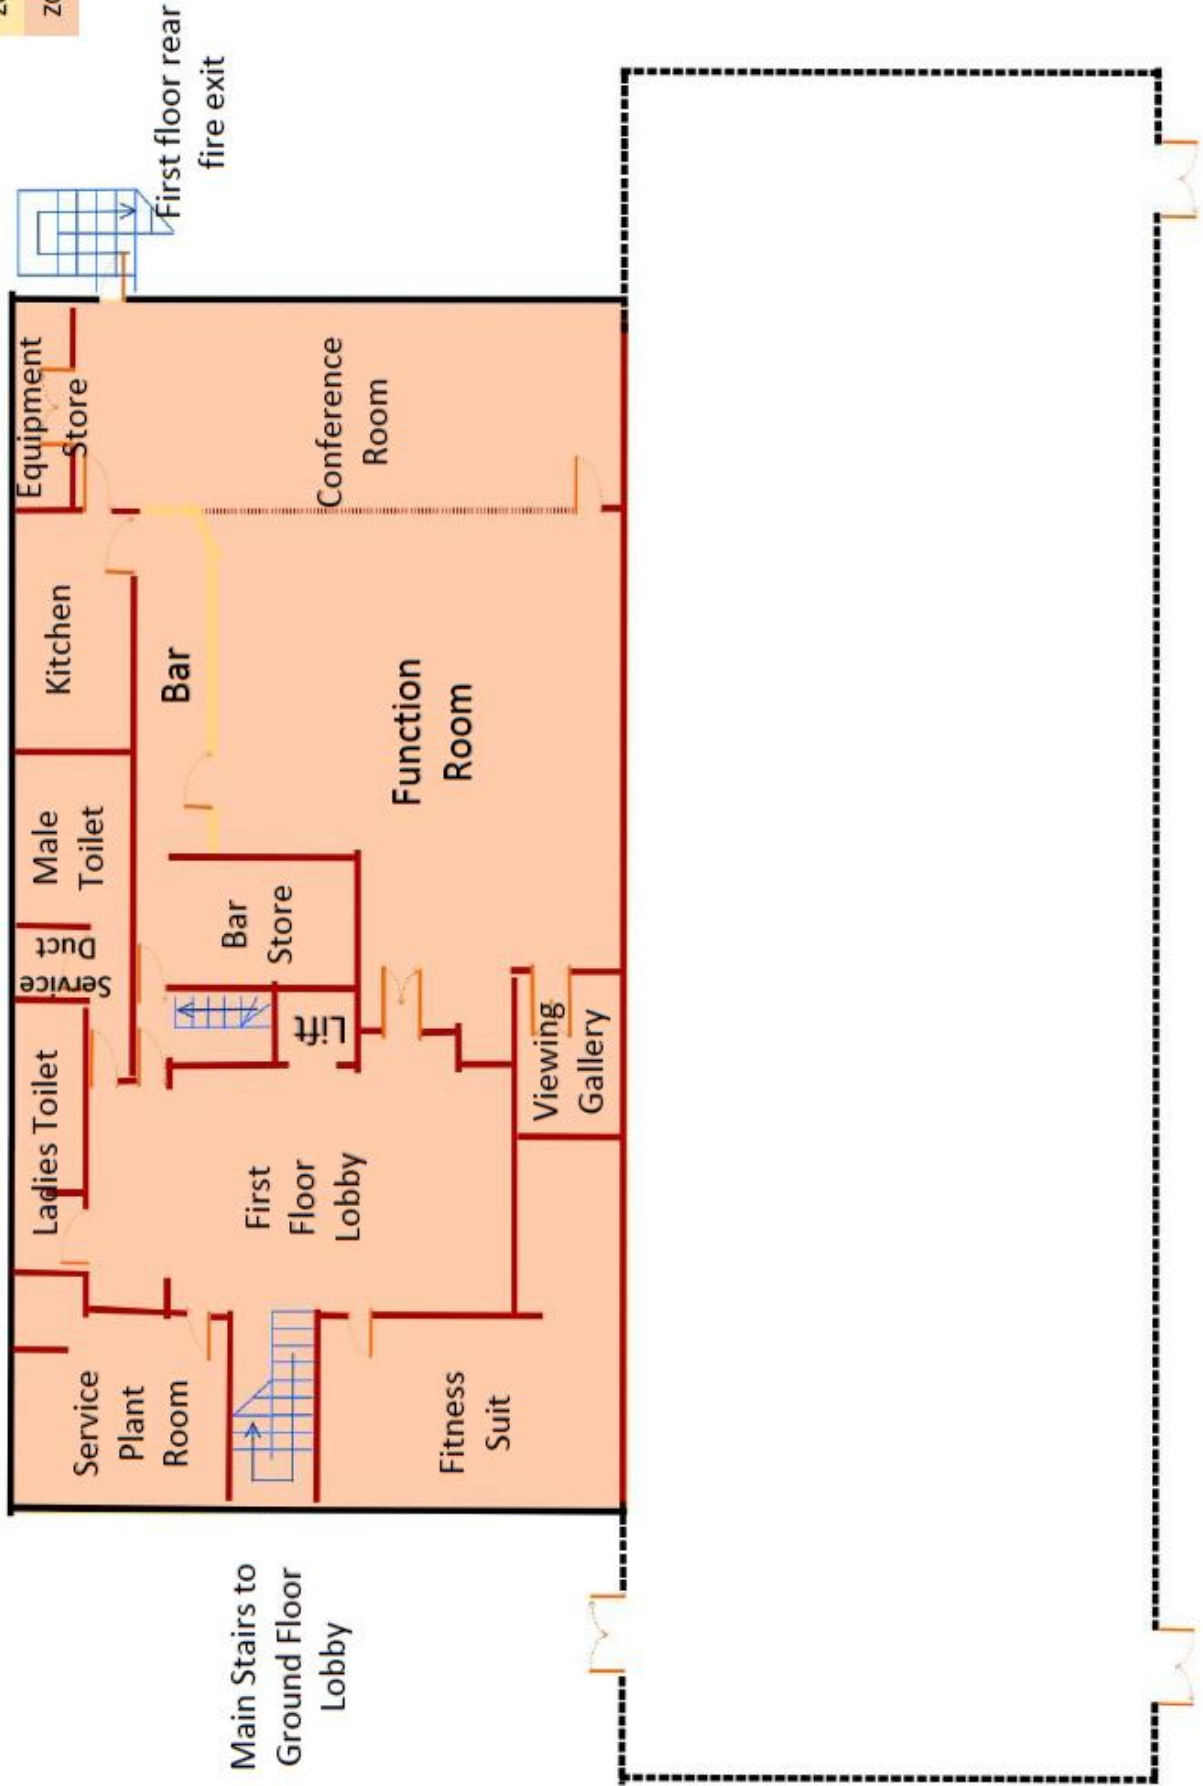 First floor rear
fire exit
Equipment
Store
Conference
Room
Kitchen
Bar
Function
Room
Male
Toilet
Service
Duct
Bar
Store
Lift
Viewing
Gallery
Ladies Toilet
First
Floor
Lobby
Service
Plant
Room
Fitness
Suit
Main Stairs to
Ground Floor
Lobby